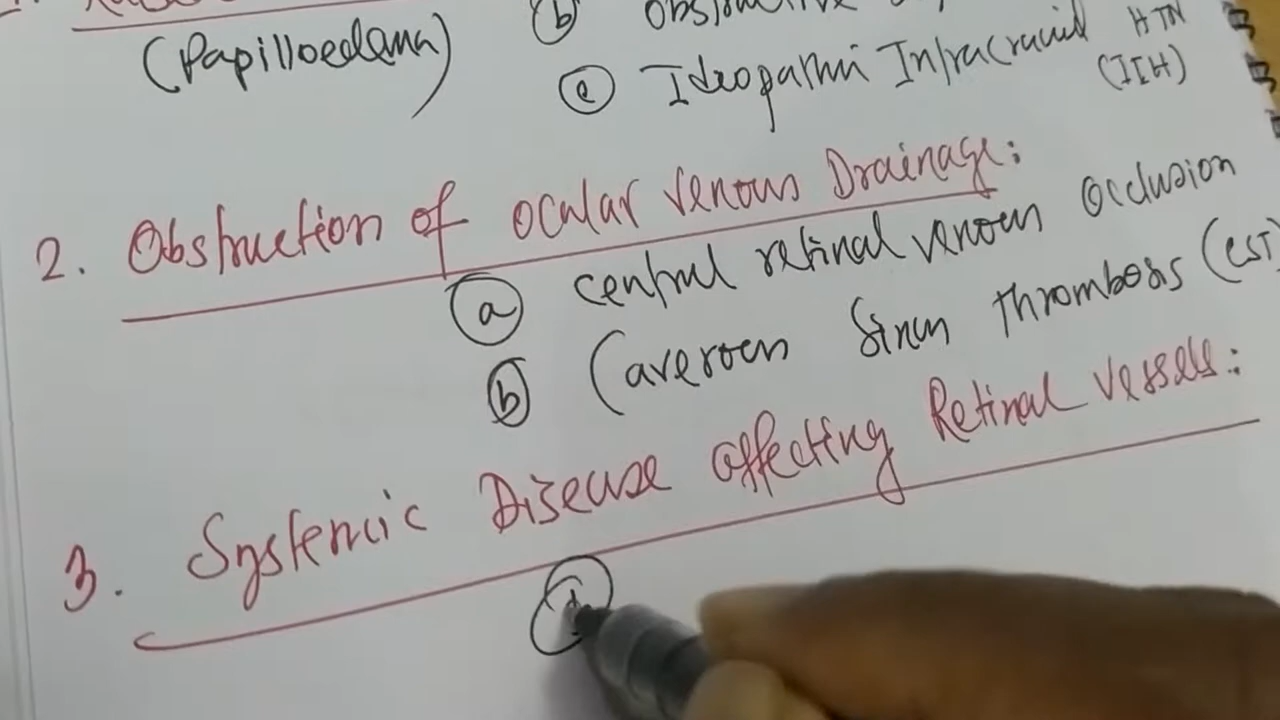 (Papilloedema)
(b)
(c) Ideopathic Intracranial HTN
(IIH)
2. Obstruction of ocular venous Drainage:
(a) central retinal venous Occlusion
(b) Caverous Sinus Thrombosis (CST)
3. Systemic Disease affecting Retinal Vessels: